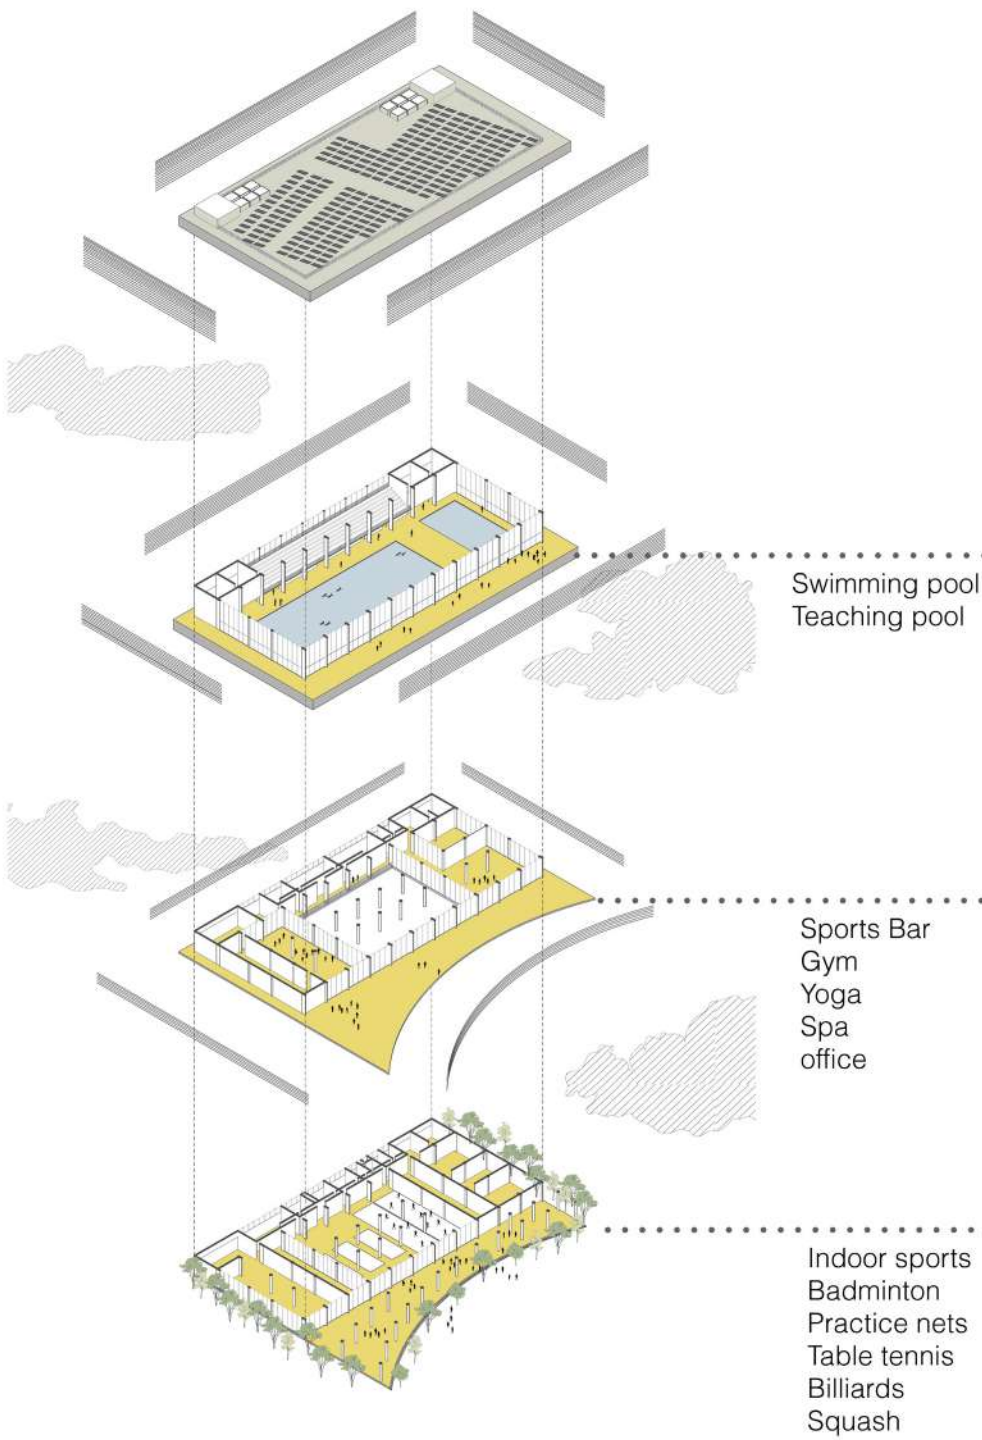 Swimming pool
Teaching pool
Sports Bar
Gym
Yoga
Spa
office
Indoor sports
Badminton
Practice nets
Table tennis
Billiards
Squash